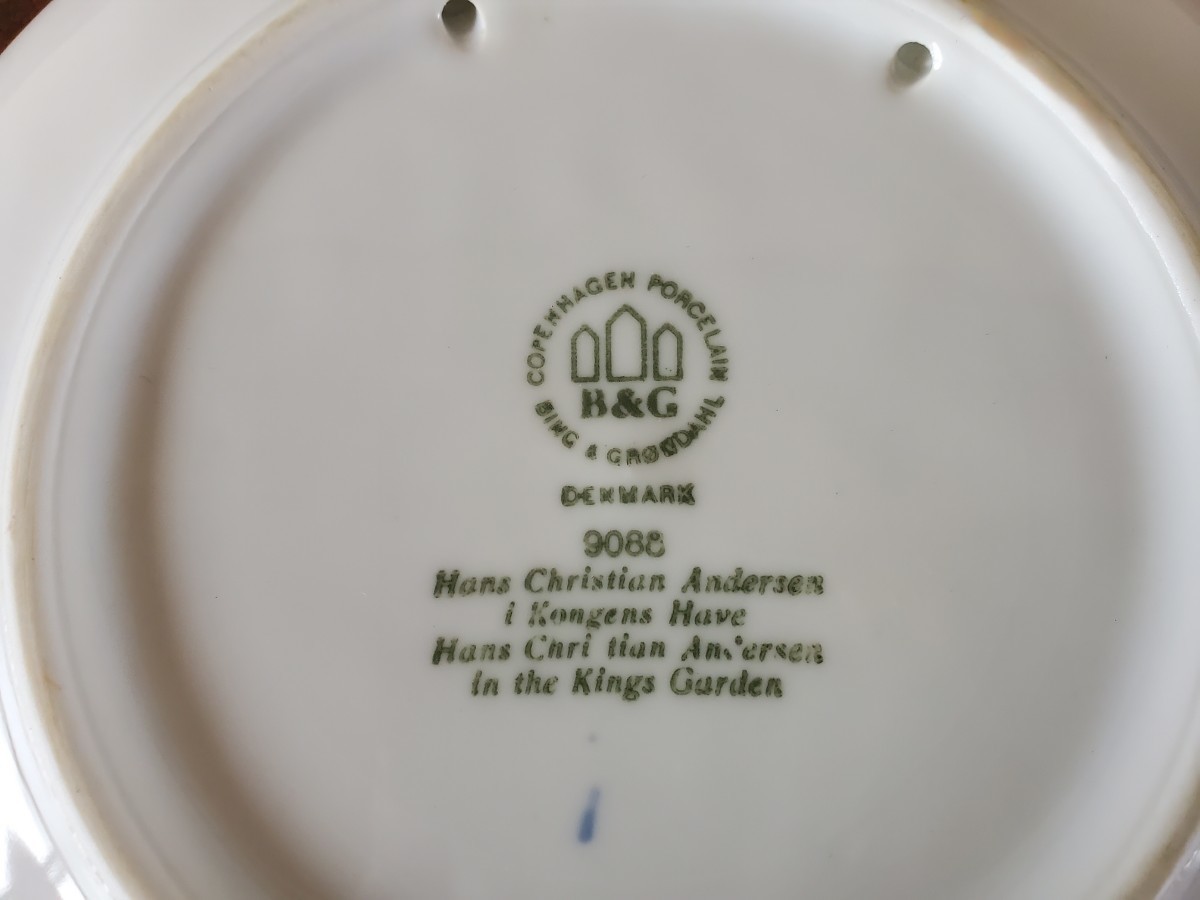 COPENHAGEN PORCELAIN
B&G
BING & GRØNDAHL
DENMARK
9088
Hans Christian Andersen
i Kongens Have
Hans Christian Andersen
in the Kings Garden